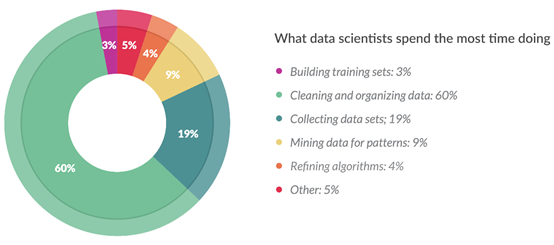 What data scientists spend the most time doing
Building training sets: 3%
Cleaning and organizing data: 60%
Collecting data sets; 19%
Mining data for patterns: 9%
Refining algorithms: 4%
Other: 5%
3%
5%
4%
9%
19%
60%